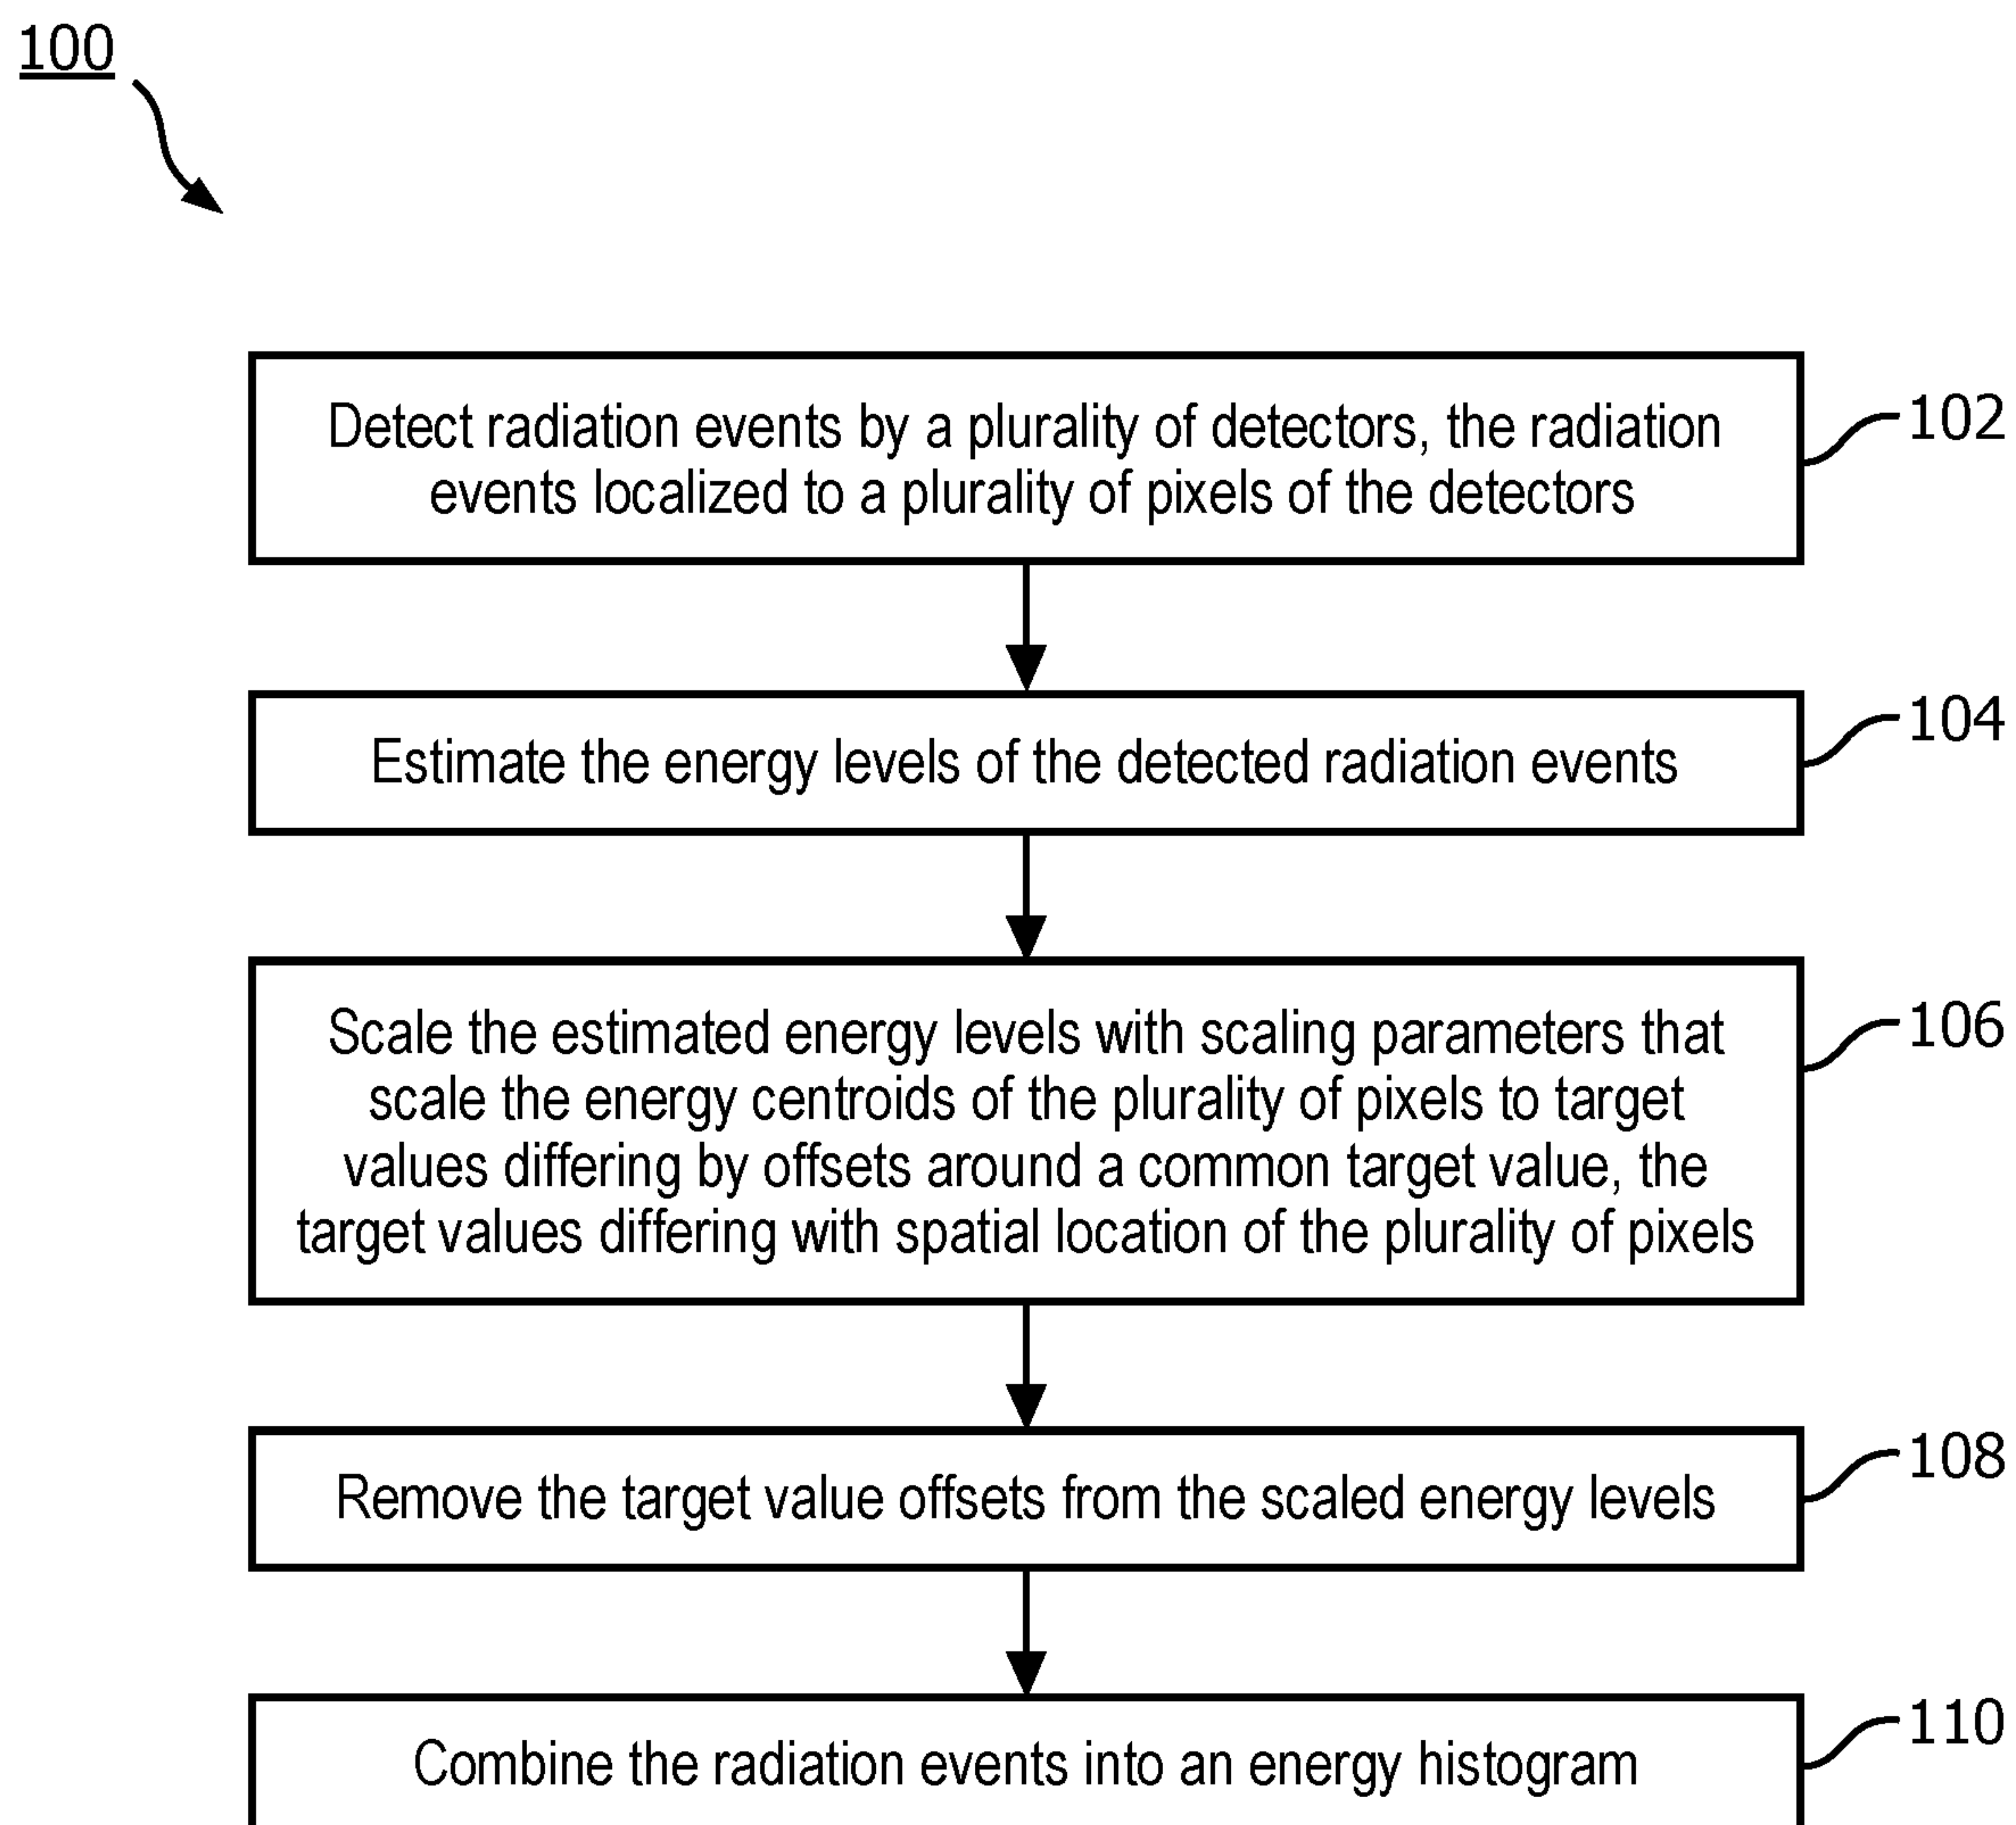 100
Detect radiation events by a plurality of detectors, the radiation
events localized to a plurality of pixels of the detectors
102
Estimate the energy levels of the detected radiation events
104
Scale the estimated energy levels with scaling parameters that
scale the energy centroids of the plurality of pixels to target
values differing by offsets around a common target value, the
target values differing with spatial location of the plurality of pixels
106
Remove the target value offsets from the scaled energy levels
108
Combine the radiation events into an energy histogram
110